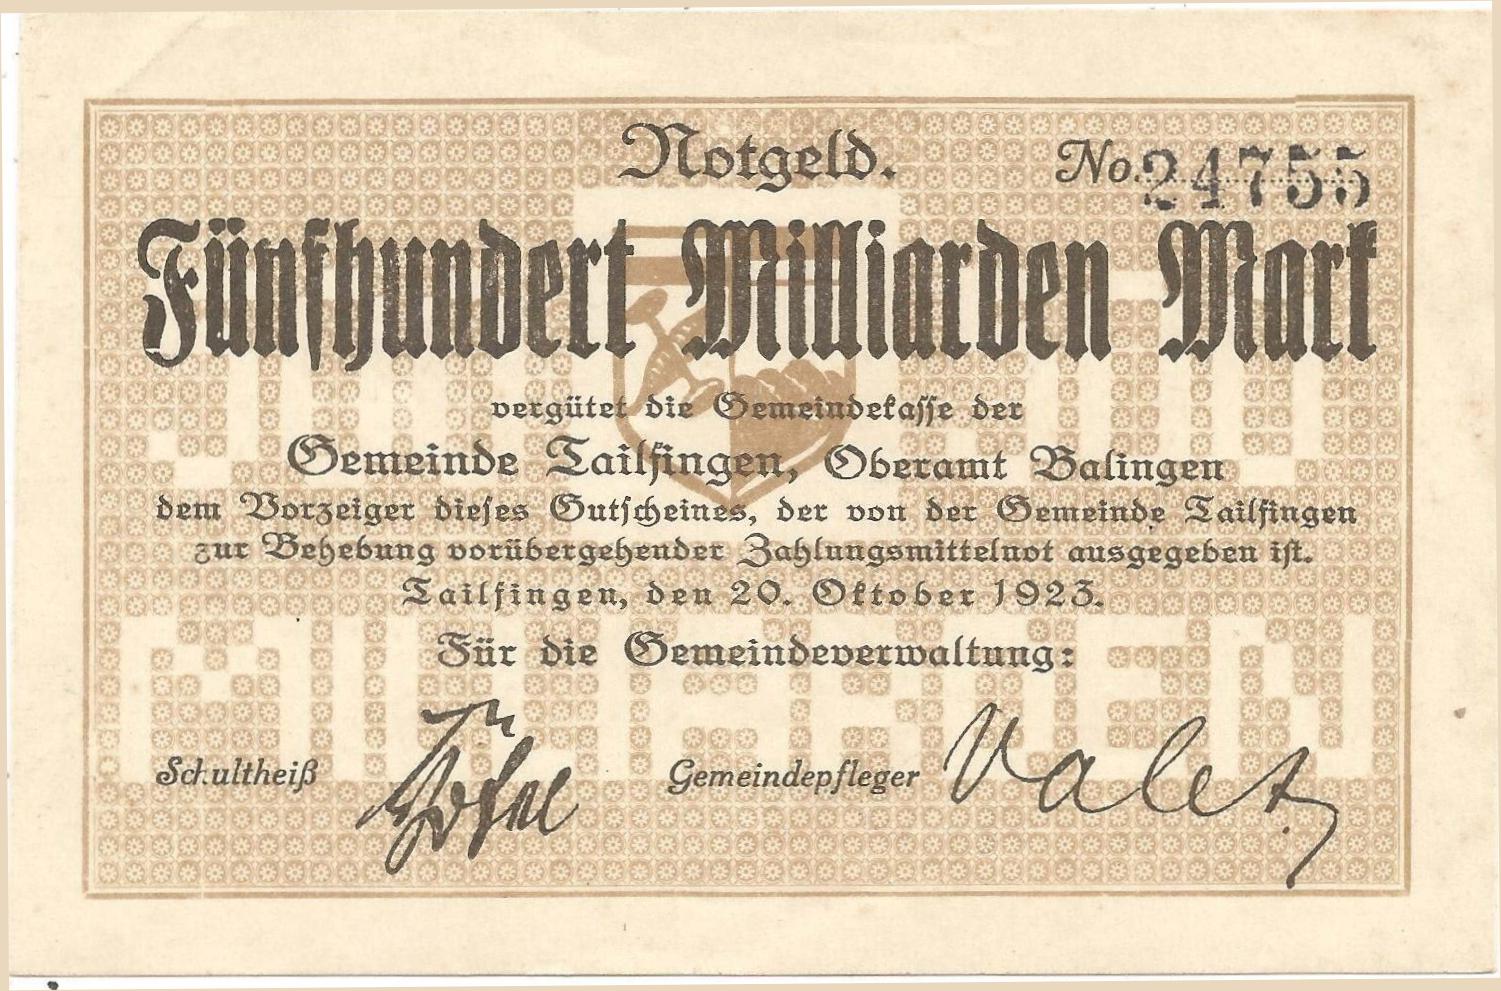 Notgeld.
No. 24755
Fünfhundert Milliarden Mark
vergütet die Gemeindekasse der
Gemeinde Tailfingen, Oberamt Balingen
dem Vorzeiger dieses Gutscheines, der von der Gemeinde Tailfingen
zur Behebung vorübergehender Zahlungsmittelnot ausgegeben ist.
Tailfingen, den 20. Oktober 1923.
Für die Gemeindeverwaltung:
Schultheiß
Gemeindepfleger